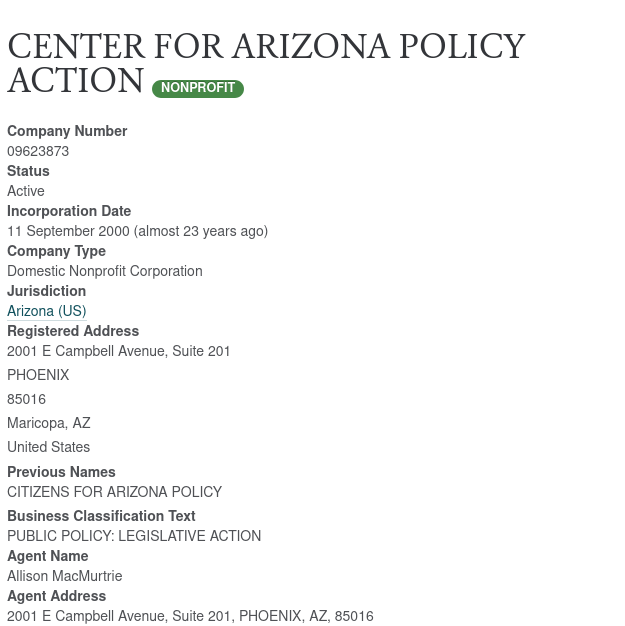 CENTER FOR ARIZONA POLICY
ACTION NONPROFIT
Company Number
09623873
Status
Active
Incorporation Date
11 September 2000 (almost 23 years ago)
Company Type
Domestic Nonprofit Corporation
Jurisdiction
Arizona (US)
Registered Address
2001 E Campbell Avenue, Suite 201
PHOENIX
85016
Maricopa, AZ
United States
Previous Names
CITIZENS FOR ARIZONA POLICY
Business Classification Text
PUBLIC POLICY: LEGISLATIVE ACTION
Agent Name
Allison MacMurtrie
Agent Address
2001 E Campbell Avenue, Suite 201, PHOENIX, AZ, 85016